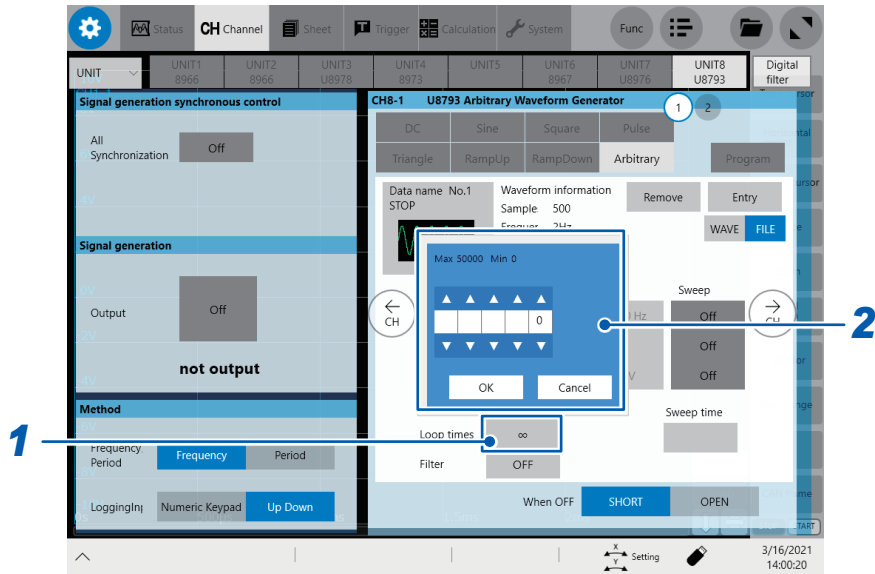 Status CH Channel Sheet Trigger Calculation System Func
UNIT UNIT1 UNIT2 UNIT3 UNIT4 UNIT5 UNIT6 UNIT7 UNIT8 Digital
8966 8966 U8978 8973 8967 U8976 U8793 filter
Signal generation synchronous control
All
Synchronization Off
Signal generation
Output Off
not output
Method
Frequency
Period Frequency Period
Numeric Keypad Up Down
CH8-1 U8793 Arbitrary Waveform Generator 1 2
DC Sine Square Pulse
Triangle RampUp RampDown Arbitrary Program
Data name No.1 Waveform information Remove Entry
STOP Sample 500
2Hz WAVE FILE
Max 50000 Min 0
0
OK Cancel
← CH
→ CH
Sweep
Hz Off
Off
V Off
2
1
Loop times ∞
Sweep time
Filter OFF
When OFF SHORT OPEN
X
Y Setting
3/16/2021
14:00:20